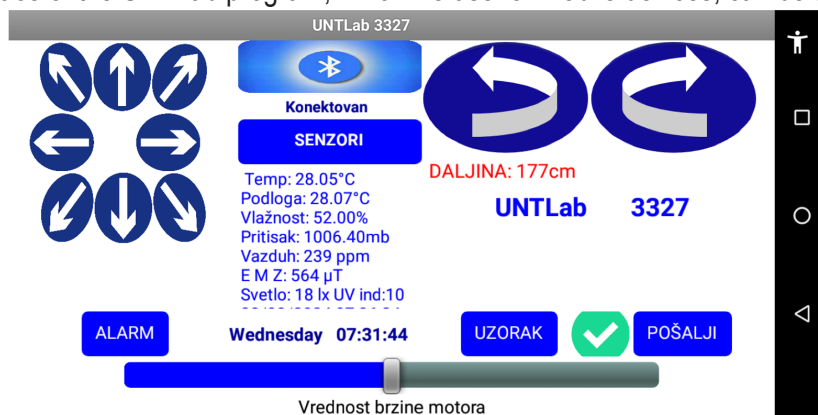 UNTLab 3327
Konektovan
SENZORI
Temp: 28.05°C
Podloga: 28.07°C
Vlažnost: 52.00%
Pritisak: 1006.40mb
Vazduh: 239 ppm
E M Z: 564 µT
Svetlo: 18 lx UV ind:10
DALJINA: 177cm
UNTLab 3327
ALARM
Wednesday 07:31:44
UZORAK
POŠALJI
Vrednost brzine motora